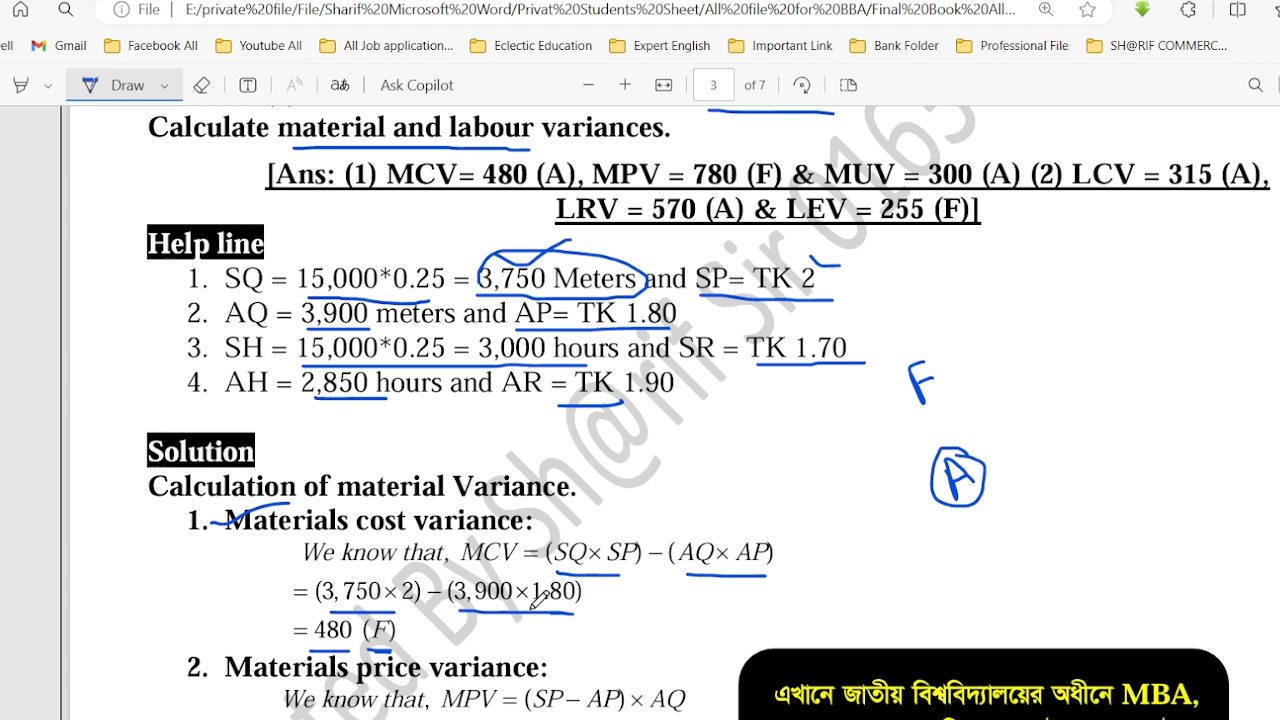 File | E:/private%20file/File/Sharif%20Microsoft%20Word/Privat%20Students%20Sheet/All%20file%20for%20BBA/Final%20Book%20All...
ell Gmail Facebook All Youtube All All Job application... Eclectic Education Expert English Important Link Bank Folder Professional File SH@RIF COMMERC...
Draw T A aあ Ask Copilot 3 of 7
Calculate material and labour variances.
[Ans: (1) MCV= 480 (A), MPV = 780 (F) & MUV = 300 (A) (2) LCV = 315 (A),
LRV = 570 (A) & LEV = 255 (F)]
Help line
1. SQ = 15,000*0.25 = 3,750 Meters and SP= TK 2
2. AQ = 3,900 meters and AP= TK 1.80
3. SH = 15,000*0.25 = 3,000 hours and SR = TK 1.70
4. AH = 2,850 hours and AR = TK 1.90
F
A
Solution
Calculation of material Variance.
1. Materials cost variance:
We know that, MCV = (SQ× SP) − (AQ× AP)
= (3,750×2) − (3,900×1.80)
= 480 (F)
2. Materials price variance:
We know that, MPV = (SP − AP) × AQ
এখানে জাতীয় বিশ্ববিদ্যালয়ের অধীনে MBA,